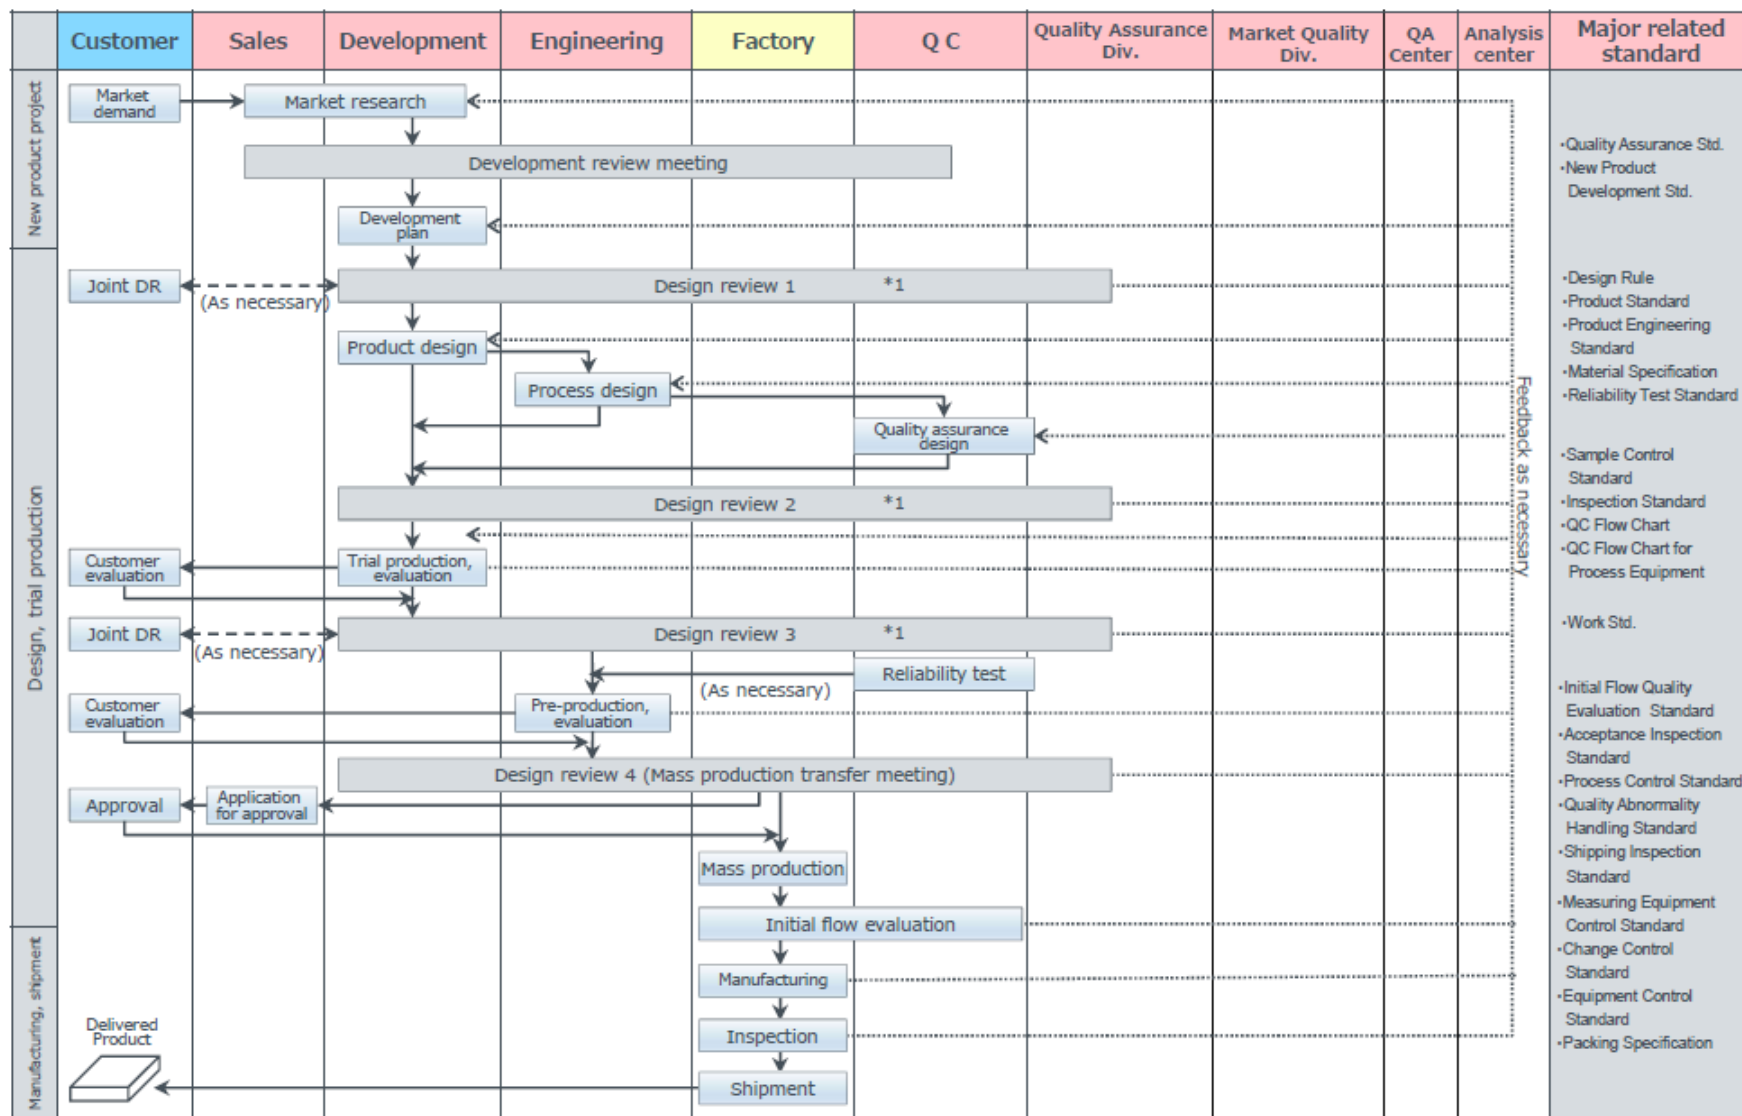 Customer
Sales
Development
Engineering
Factory
Q C
Quality Assurance
Div.
Market Quality
Div.
QA
Center
Analysis
center
Major related
standard
New product project
Market
demand
Market research
Development review meeting
Development
plan
・Quality Assurance Std.
・New Product
Development Std.
Design, trial production
Joint DR
(As necessary)
Design review 1
*1
Product design
Process design
Quality assurance
design
Design review 2
*1
Customer
evaluation
Trial production,
evaluation
Joint DR
(As necessary)
Design review 3
*1
Reliability test
(As necessary)
Customer
evaluation
Pre-production,
evaluation
Design review 4 (Mass production transfer meeting)
Approval
Application
for approval
Mass production
Initial flow evaluation
Feedback as necessary
・Design Rule
・Product Standard
・Product Engineering
Standard
・Material Specification
・Reliability Test Standard
・Sample Control
Standard
・Inspection Standard
・QC Flow Chart
・QC Flow Chart for
Process Equipment
・Work Std.
・Initial Flow Quality
Evaluation Standard
・Acceptance Inspection
Standard
・Process Control Standard
・Quality Abnormality
Handling Standard
・Shipping Inspection
Standard
・Measuring Equipment
Control Standard
・Change Control
Standard
・Equipment Control
Standard
・Packing Specification
Manufacturing, shipment
Manufacturing
Inspection
Delivered
Product
Shipment